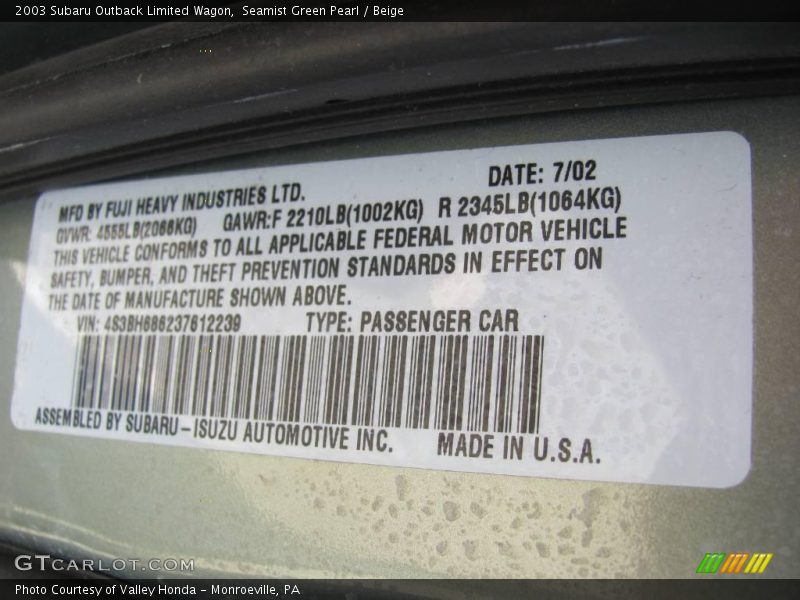 2003 Subaru Outback Limited Wagon,  Seamist Green Pearl / Beige
MFD BY FUJI HEAVY INDUSTRIES LTD. DATE: 7/02
GVWR: 4555LB(2066KG) GAWR:F 2210LB(1002KG) R 2345LB(1064KG)
THIS VEHICLE CONFORMS TO ALL APPLICABLE FEDERAL MOTOR VEHICLE
SAFETY, BUMPER, AND THEFT PREVENTION STANDARDS IN EFFECT ON
THE DATE OF MANUFACTURE SHOWN ABOVE.
VIN: 4S3BH686237612239 TYPE: PASSENGER CAR
ASSEMBLED BY SUBARU-ISUZU AUTOMOTIVE INC. MADE IN U.S.A.
GTCARLOT.COM
Photo Courtesy of Valley Honda - Monroeville, PA